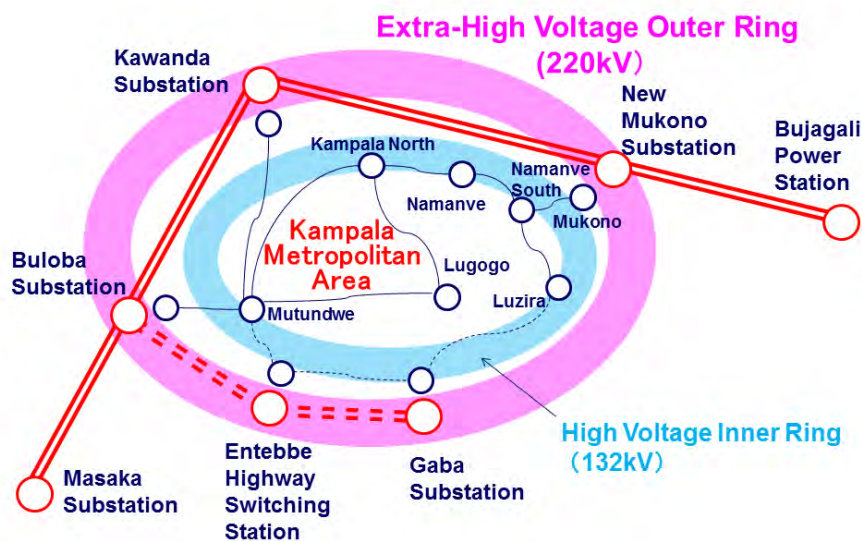 Extra-High Voltage Outer Ring
(220kV)
Kawanda
Substation
New
Mukono
Substation
Bujagali
Power
Station
Kampala North
Namanve
Namanve
South
Mukono
Kampala
Metropolitan
Area
Lugogo
Luzira
Buloba
Substation
Mutundwe
High Voltage Inner Ring
(132kV)
Masaka
Substation
Entebbe
Highway
Switching
Station
Gaba
Substation